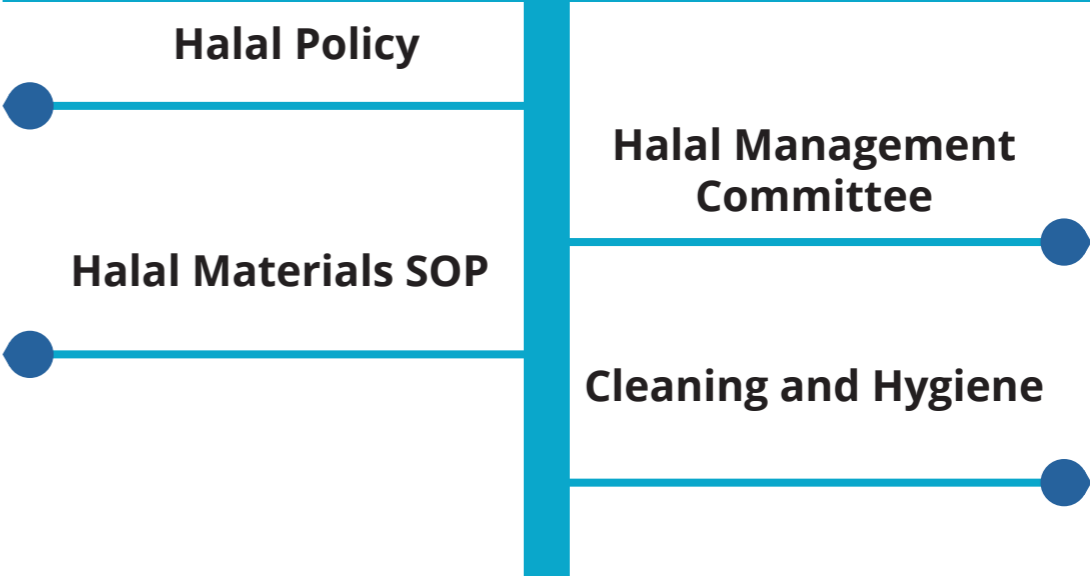 Halal Policy
Halal Management
Committee
Halal Materials SOP
Cleaning and Hygiene